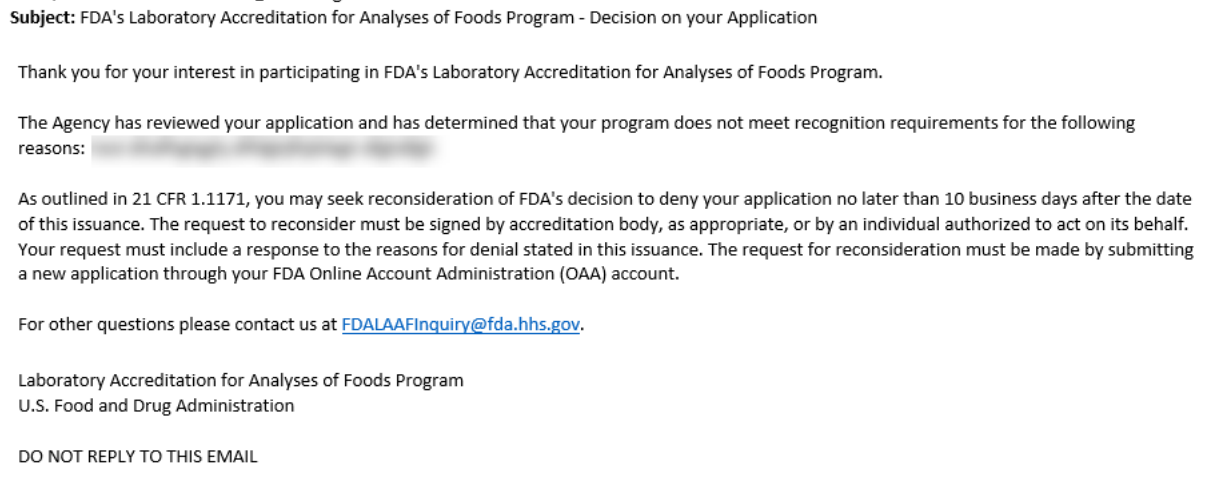 Subject: FDA's Laboratory Accreditation for Analyses of Foods Program - Decision on your Application
Thank you for your interest in participating in FDA's Laboratory Accreditation for Analyses of Foods Program.
The Agency has reviewed your application and has determined that your program does not meet recognition requirements for the following
reasons:
As outlined in 21 CFR 1.1171, you may seek reconsideration of FDA's decision to deny your application no later than 10 business days after the date
of this issuance. The request to reconsider must be signed by accreditation body, as appropriate, or by an individual authorized to act on its behalf.
Your request must include a response to the reasons for denial stated in this issuance. The request for reconsideration must be made by submitting
a new application through your FDA Online Account Administration (OAA) account.
For other questions please contact us at FDALAAFInquiry@fda.hhs.gov.
Laboratory Accreditation for Analyses of Foods Program
U.S. Food and Drug Administration
DO NOT REPLY TO THIS EMAIL